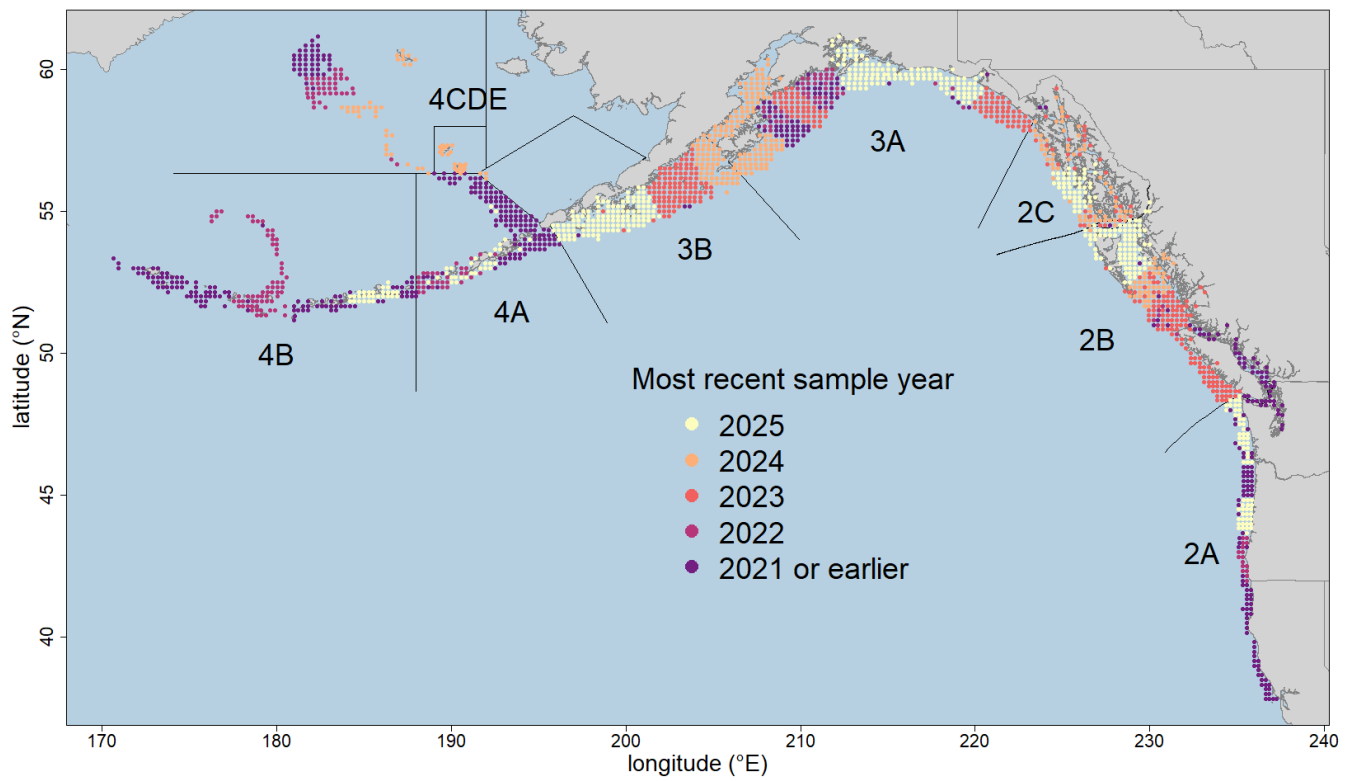 60
55
50
45
40
latitude (°N)
4CDE
3A
2C
3B
4A
2B
4B
2A
Most recent sample year
2025
2024
2023
2022
2021 or earlier
170 180 190 200 210 220 230 240
longitude (°E)